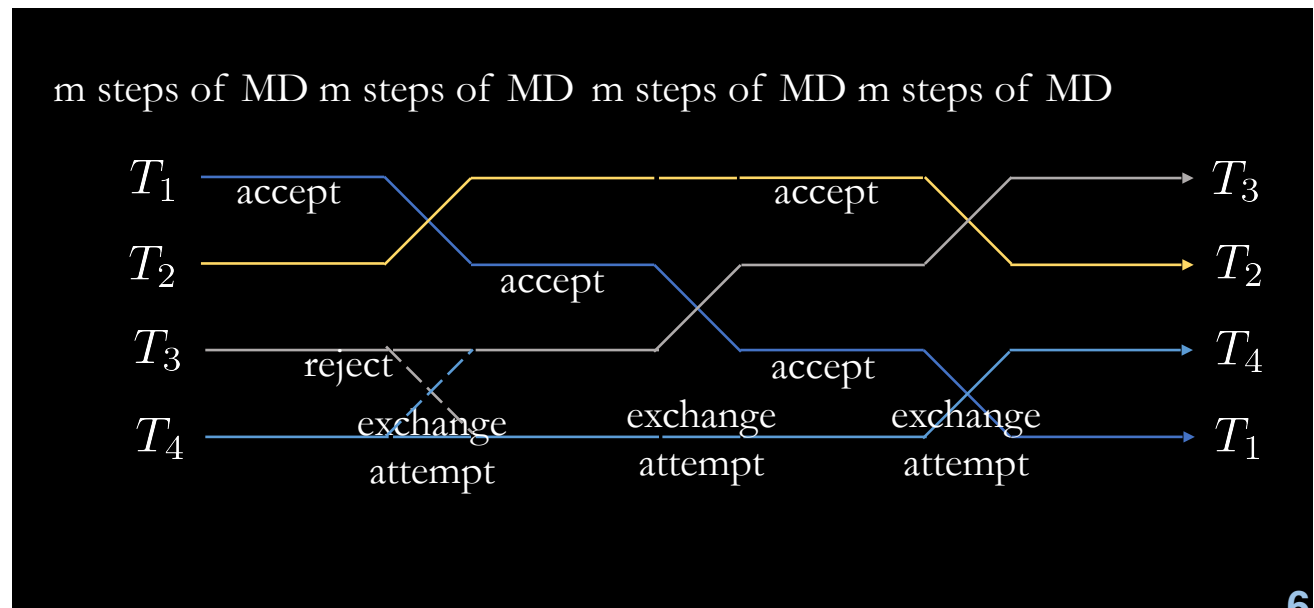 m steps of MD m steps of MD m steps of MD m steps of MD
T₁ accept accept T₃
T₂ accept T₂
T₃ reject accept T₄
T₄ exchange exchange exchange T₁
attempt attempt attempt
6